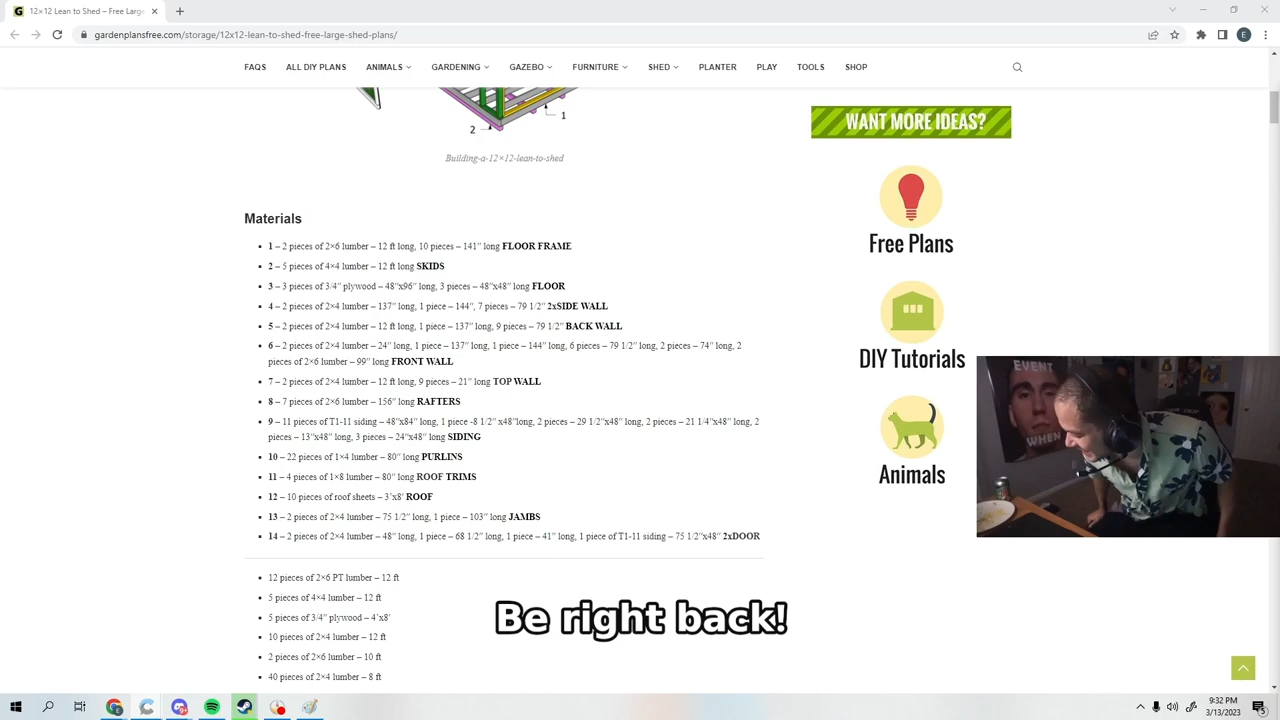 12×12 Lean to Shed – Free Large
gardenplansfree.com/storage/12x12-lean-to-shed-free-large-shed-plans/
E
FAQS ALL DIY PLANS ANIMALS GARDENING GAZEBO FURNITURE SHED PLANTER PLAY TOOLS SHOP
2 1
Building-a-12×12-lean-to-shed
WANT MORE IDEAS?
Free Plans
DIY Tutorials
Animals
Materials
1 – 2 pieces of 2×6 lumber – 12 ft long, 10 pieces – 141″ long FLOOR FRAME
2 – 5 pieces of 4×4 lumber – 12 ft long SKIDS
3 – 3 pieces of 3/4″ plywood – 48″x96″ long, 3 pieces – 48″x48″ long FLOOR
4 – 2 pieces of 2×4 lumber – 137″ long, 1 piece – 144″, 7 pieces – 79 1/2″ 2xSIDE WALL
5 – 2 pieces of 2×4 lumber – 12 ft long, 1 piece – 137″ long, 9 pieces – 79 1/2″ BACK WALL
6 – 2 pieces of 2×4 lumber – 24″ long, 1 piece – 137″ long, 1 piece – 144″ long, 6 pieces – 79 1/2″ long, 2 pieces – 74″ long, 2
pieces of 2×6 lumber – 99″ long FRONT WALL
7 – 2 pieces of 2×4 lumber – 12 ft long, 9 pieces – 21″ long TOP WALL
8 – 7 pieces of 2×6 lumber – 156″ long RAFTERS
9 – 11 pieces of T1-11 siding – 48″x84″ long, 1 piece -8 1/2″ x48″long, 2 pieces – 29 1/2″x48″ long, 2 pieces – 21 1/4″x48″ long, 2
pieces – 13″x48″ long, 3 pieces – 24″x48″ long SIDING
10 – 22 pieces of 1×4 lumber – 80″ long PURLINS
11 – 4 pieces of 1×8 lumber – 80″ long ROOF TRIMS
12 – 10 pieces of roof sheets – 3'x8′ ROOF
13 – 2 pieces of 2×4 lumber – 75 1/2″ long, 1 piece – 103″ long JAMBS
14 – 2 pieces of 2×4 lumber – 48″ long, 1 piece – 68 1/2″ long, 1 piece – 41″ long, 1 piece of T1-11 siding – 75 1/2″x48″ 2xDOOR
12 pieces of 2×6 PT lumber – 12 ft
5 pieces of 4×4 lumber – 12 ft
5 pieces of 3/4″ plywood – 4'x8′
10 pieces of 2×4 lumber – 12 ft
2 pieces of 2×6 lumber – 10 ft
40 pieces of 2×4 lumber – 8 ft
EVENT
WHEN
Be right back!
9:32 PM
3/13/2023
5